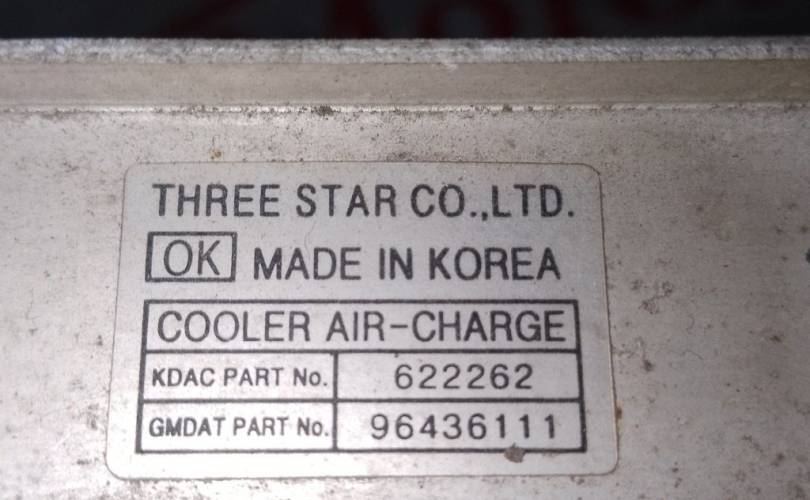 THREE STAR CO.,LTD.
OK MADE IN KOREA
COOLER AIR-CHARGE
KDAC PART No. 622262
GMDAT PART No. 96436111